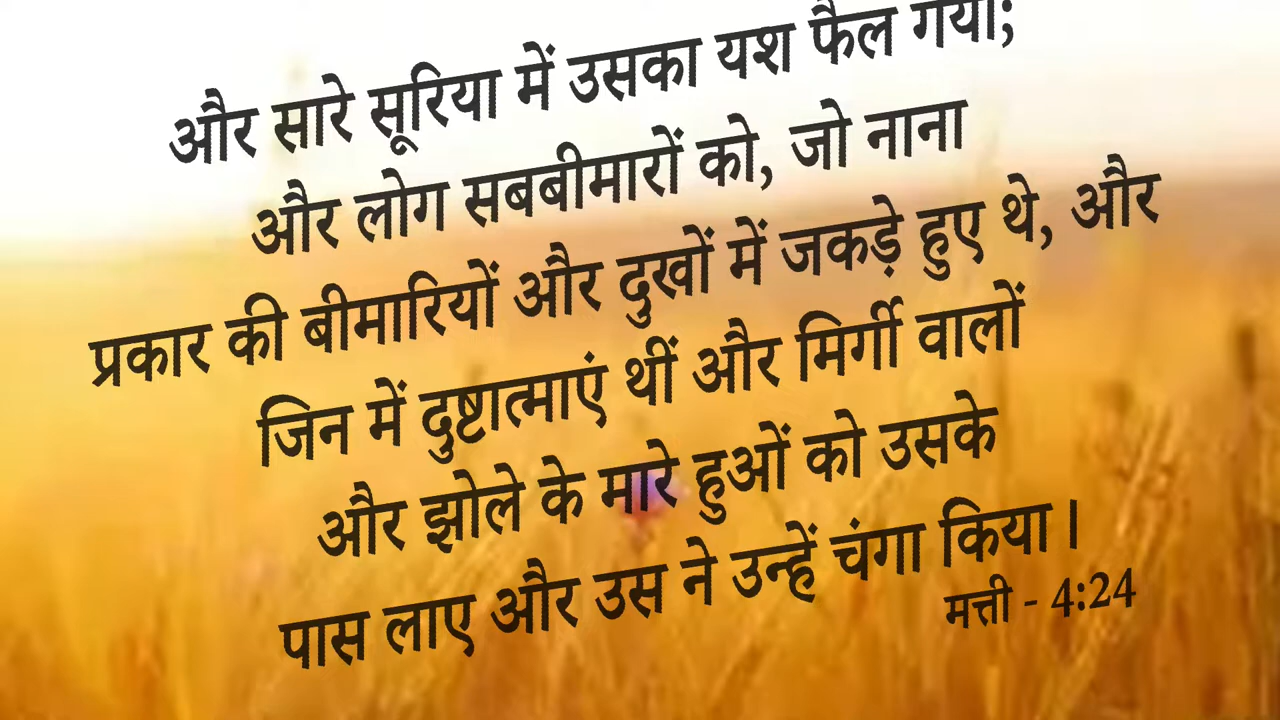 और सारे सूरिया में उसका यश फैल गया;
और लोग सबबीमारों को, जो नाना
प्रकार की बीमारियों और दुखों में जकड़े हुए थे, और
जिन में दुष्टात्माएं थीं और मिर्गी वालों
और झोले के मारे हुओं को उसके
पास लाए और उस ने उन्हें चंगा किया।
मत्ती - 4:24